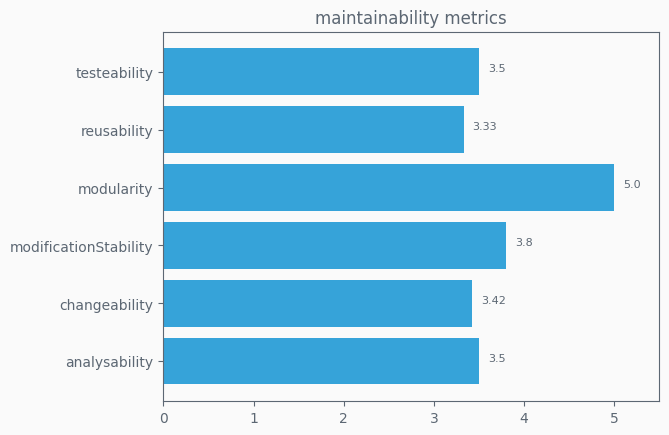 maintainability metrics
testeability 3.5
reusability 3.33
modularity 5.0
modificationStability 3.8
changeability 3.42
analysability 3.5
0 1 2 3 4 5